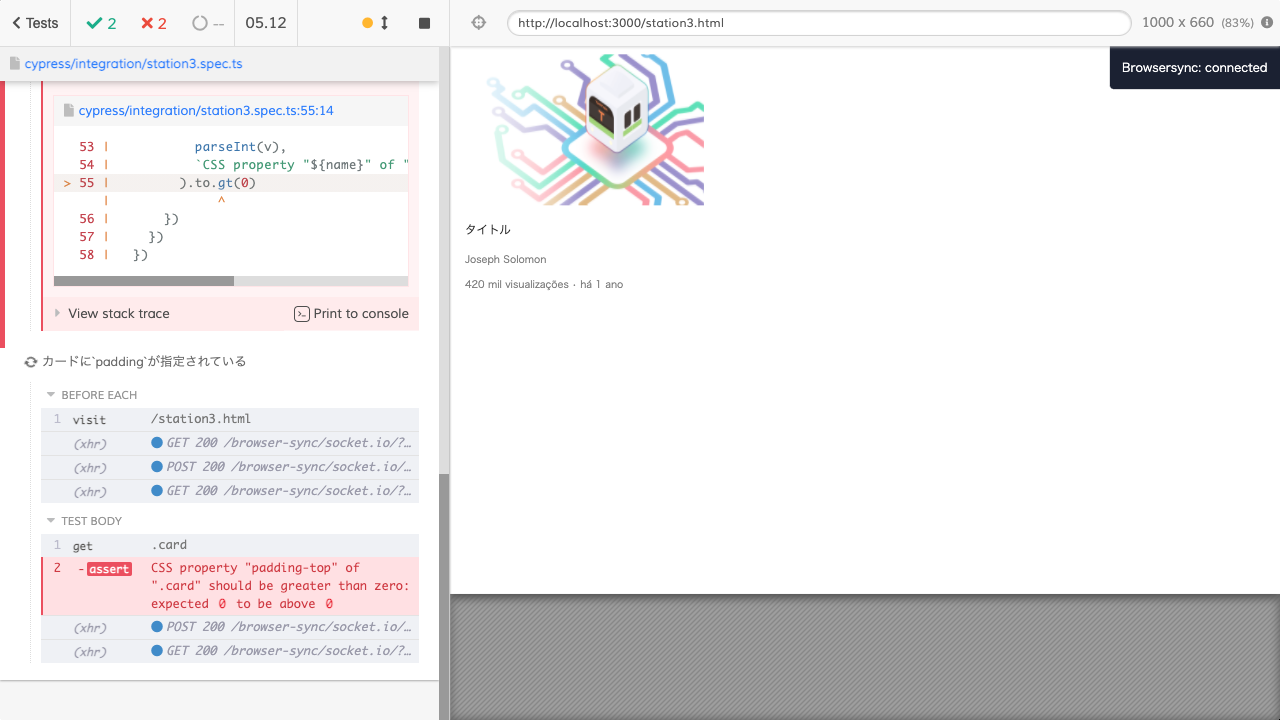 Tests
2
2
--
05.12
http://localhost:3000/station3.html
1000 x 660 (83%)
cypress/integration/station3.spec.ts
Browsersync: connected
cypress/integration/station3.spec.ts:55:14
53 | parseInt(v),
54 | `CSS property "${name}" of "
> 55 | ).to.gt(0)
| ^
56 | })
57 | })
58 | })
View stack trace
Print to console
カードに`padding`が指定されている
BEFORE EACH
1 visit /station3.html
(xhr) GET 200 /browser-sync/socket.io/?…
(xhr) POST 200 /browser-sync/socket.io/…
(xhr) GET 200 /browser-sync/socket.io/?…
TEST BODY
1 get .card
2 -assert CSS property "padding-top" of
".card" should be greater than zero:
expected 0 to be above 0
(xhr) POST 200 /browser-sync/socket.io/…
(xhr) GET 200 /browser-sync/socket.io/?…
タイトル
Joseph Solomon
420 mil visualizações · há 1 ano